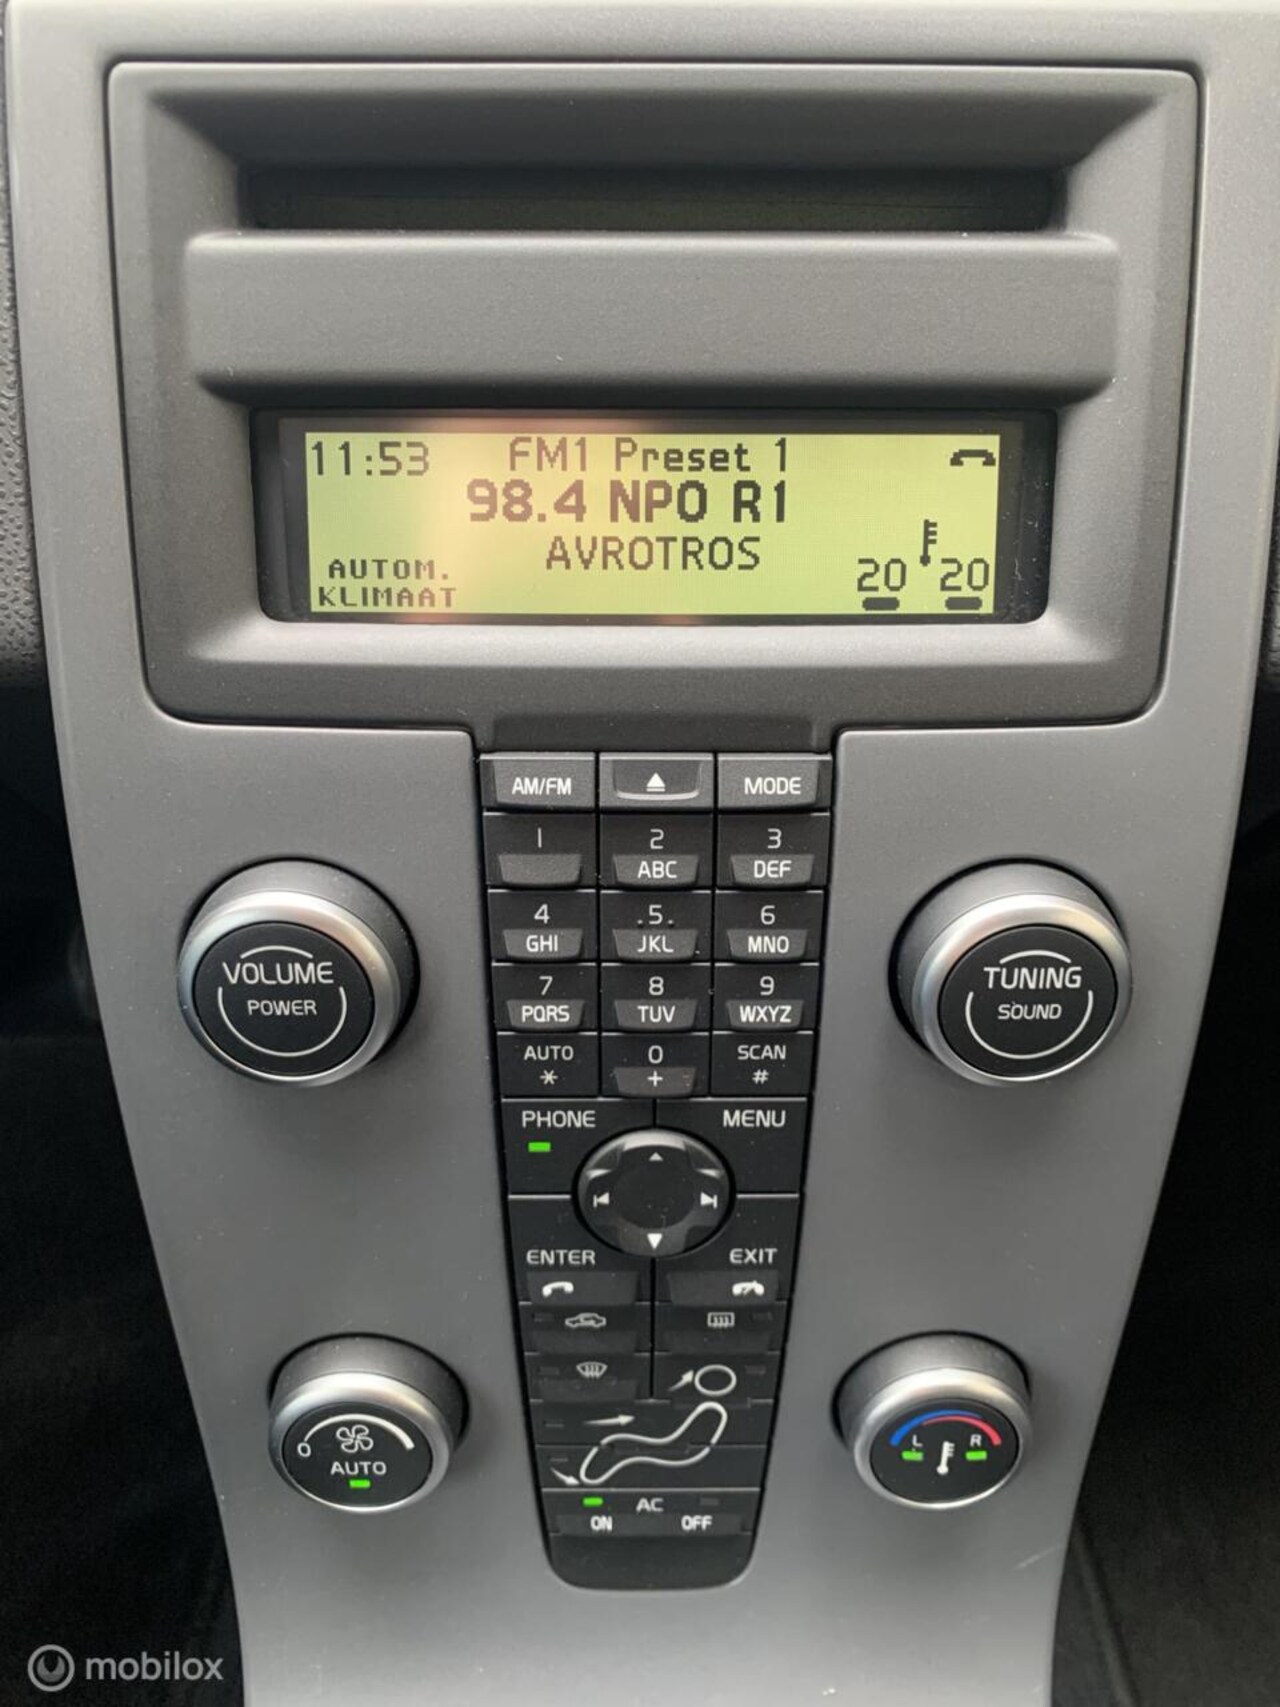 11:53 FM1 Preset 1
98.4 NPO R1
AVROTROS
AUTOM.
KLIMAAT
20 20
AM/FM MODE
1 2 3
ABC DEF
4 5 6
GHI JKL MNO
7 8 9
PQRS TUV WXYZ
AUTO 0 SCAN
* + #
VOLUME
POWER
TUNING
SOUND
PHONE MENU
ENTER EXIT
0
AUTO
L R
AC
ON OFF
mobilox